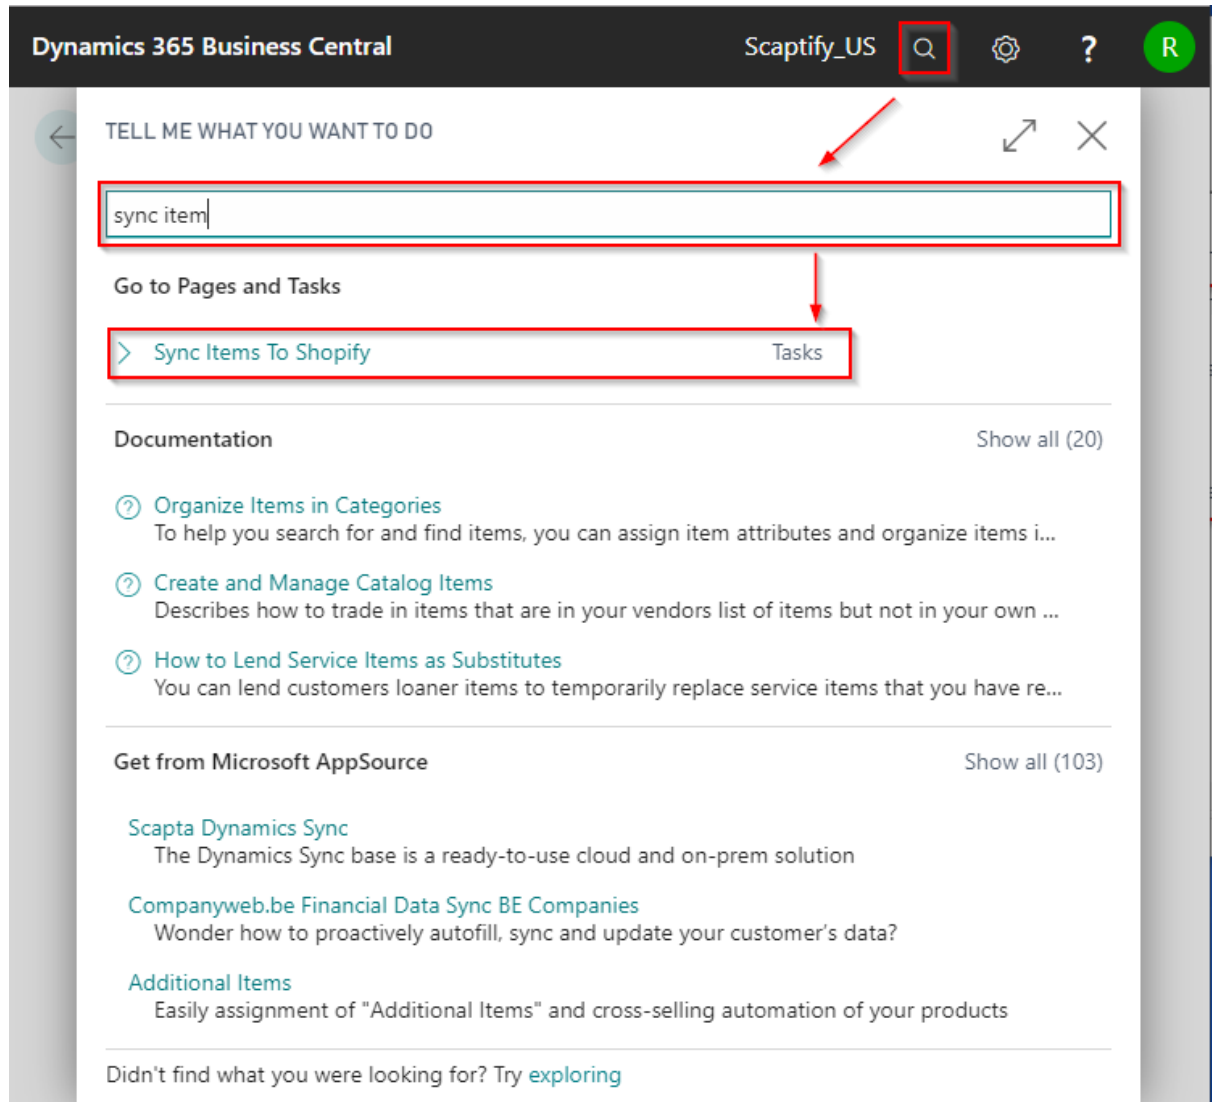 Dynamics 365 Business Central
Scaptify_US
?
R
TELL ME WHAT YOU WANT TO DO
sync item
Go to Pages and Tasks
Sync Items To Shopify
Tasks
Documentation
Show all (20)
? Organize Items in Categories
To help you search for and find items, you can assign item attributes and organize items i...
? Create and Manage Catalog Items
Describes how to trade in items that are in your vendors list of items but not in your own ...
? How to Lend Service Items as Substitutes
You can lend customers loaner items to temporarily replace service items that you have re...
Get from Microsoft AppSource
Show all (103)
Scapta Dynamics Sync
The Dynamics Sync base is a ready-to-use cloud and on-prem solution
Companyweb.be Financial Data Sync BE Companies
Wonder how to proactively autofill, sync and update your customer's data?
Additional Items
Easily assignment of "Additional Items" and cross-selling automation of your products
Didn't find what you were looking for? Try exploring